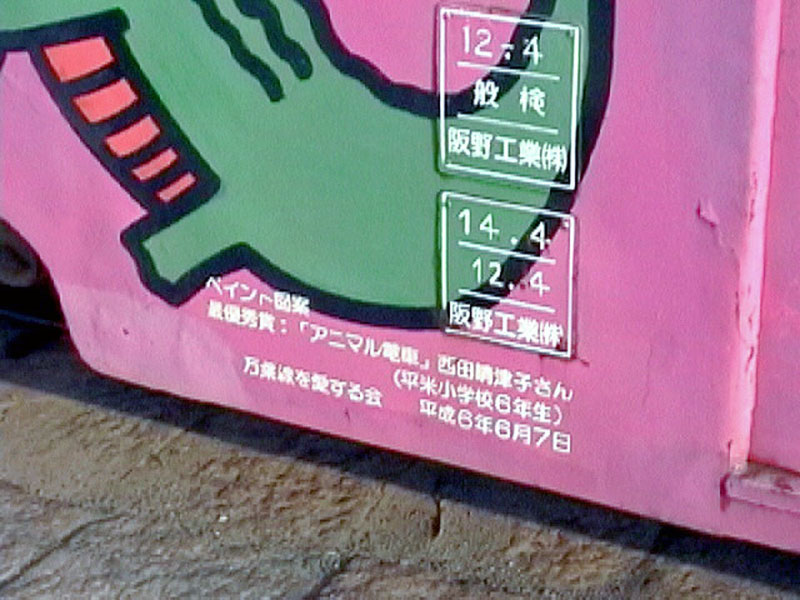 12.4
般検
阪野工業㈱
14.4
12.4
阪野工業㈱
ペイント図案
最優秀賞：「アニマル電車」西田晴津子さん
(平米小学校6年生)
万葉線を愛する会 平成6年6月7日